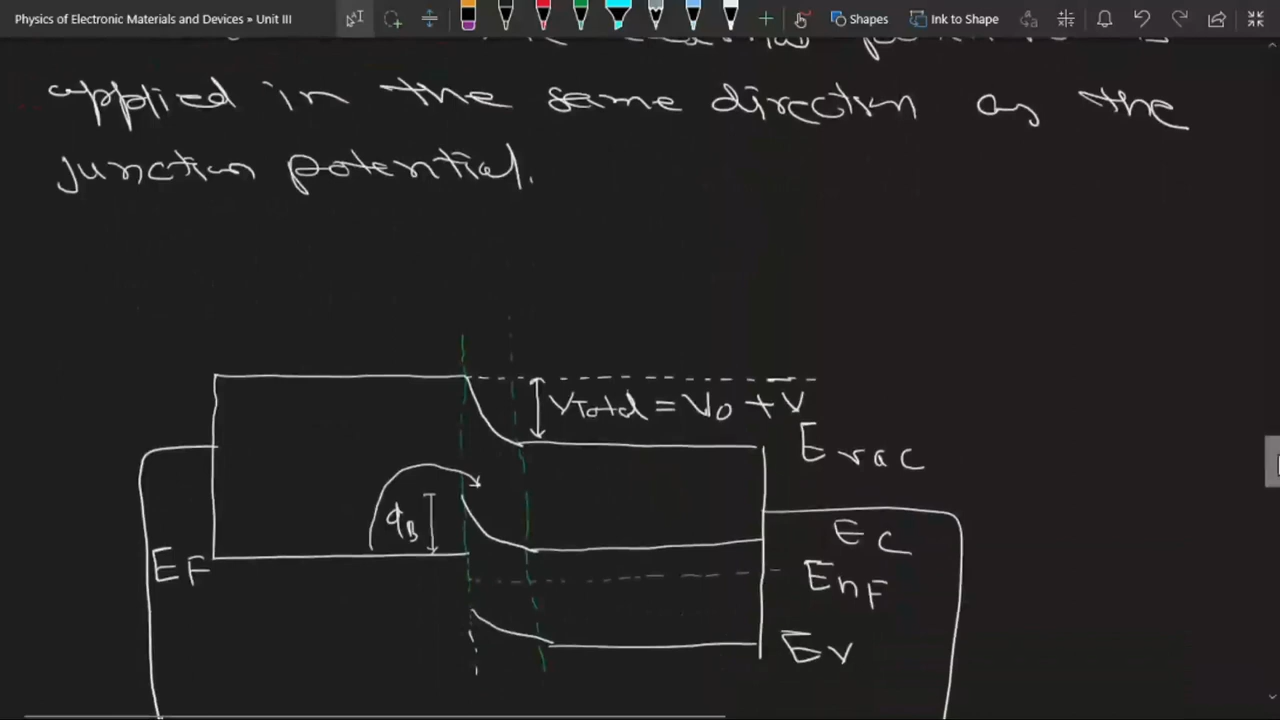 Physics of Electronic Materials and Devices » Unit III
Shapes
Ink to Shape
applied in the same direction as the
junction potential.
VTotal = V0 + V
Evac
ΦB
EC
EF
EnF
Ev